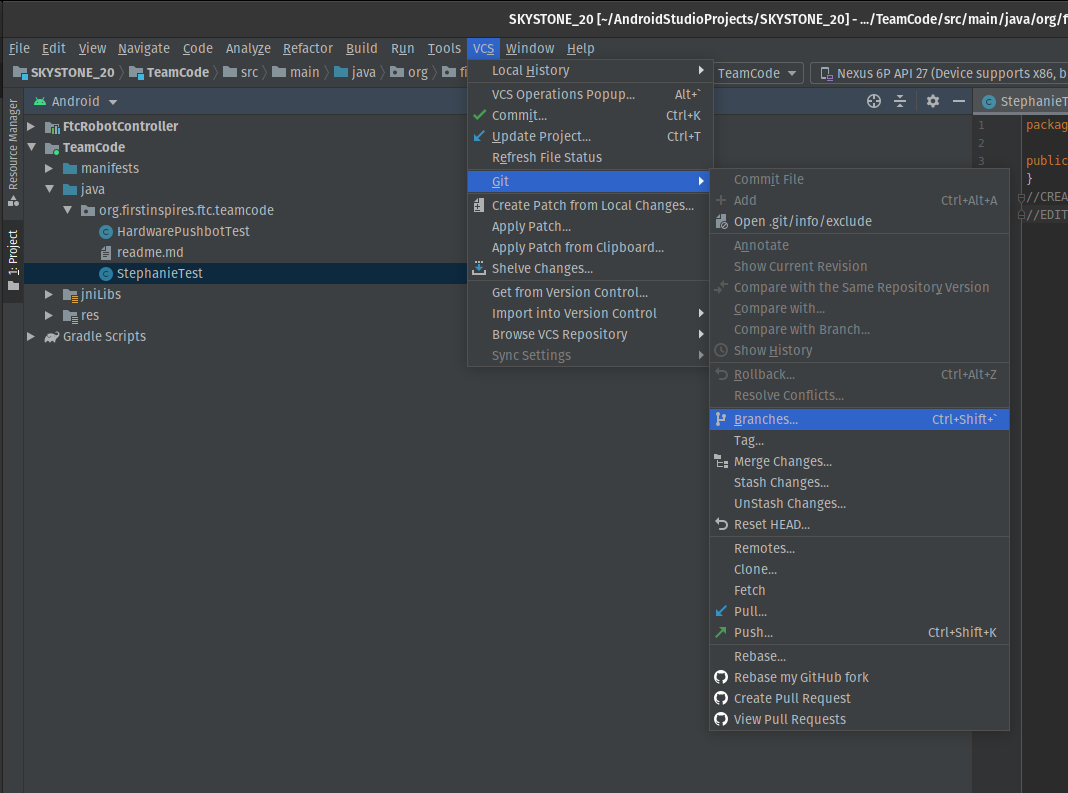 SKYSTONE_20 [~/AndroidStudioProjects/SKYSTONE_20] - .../TeamCode/src/main/java/org/f
File Edit View Navigate Code Analyze Refactor Build Run Tools VCS Window Help
SKYSTONE_20 TeamCode src main java org fi TeamCode Nexus 6P API 27 (Device supports x86, b
Android
StephanieT
Resource Manager
1: Project
FtcRobotController
TeamCode
manifests
java
org.firstinspires.ftc.teamcode
HardwarePushbotTest
readme.md
StephanieTest
jniLibs
res
Gradle Scripts
Local History
VCS Operations Popup... Alt+`
Commit... Ctrl+K
Update Project... Ctrl+T
Refresh File Status
Git
Create Patch from Local Changes...
Apply Patch...
Apply Patch from Clipboard...
Shelve Changes...
Get from Version Control...
Import into Version Control
Browse VCS Repository
Sync Settings
Commit File
Add Ctrl+Alt+A
Open .git/info/exclude
Annotate
Show Current Revision
Compare with the Same Repository Version
Compare with...
Compare with Branch...
Show History
Rollback... Ctrl+Alt+Z
Resolve Conflicts...
Branches... Ctrl+Shift+`
Tag...
Merge Changes...
Stash Changes...
UnStash Changes...
Reset HEAD...
Remotes...
Clone...
Fetch
Pull...
Push... Ctrl+Shift+K
Rebase...
Rebase my GitHub fork
Create Pull Request
View Pull Requests
1 packag
2
3 public
}
//CREA
//EDIT